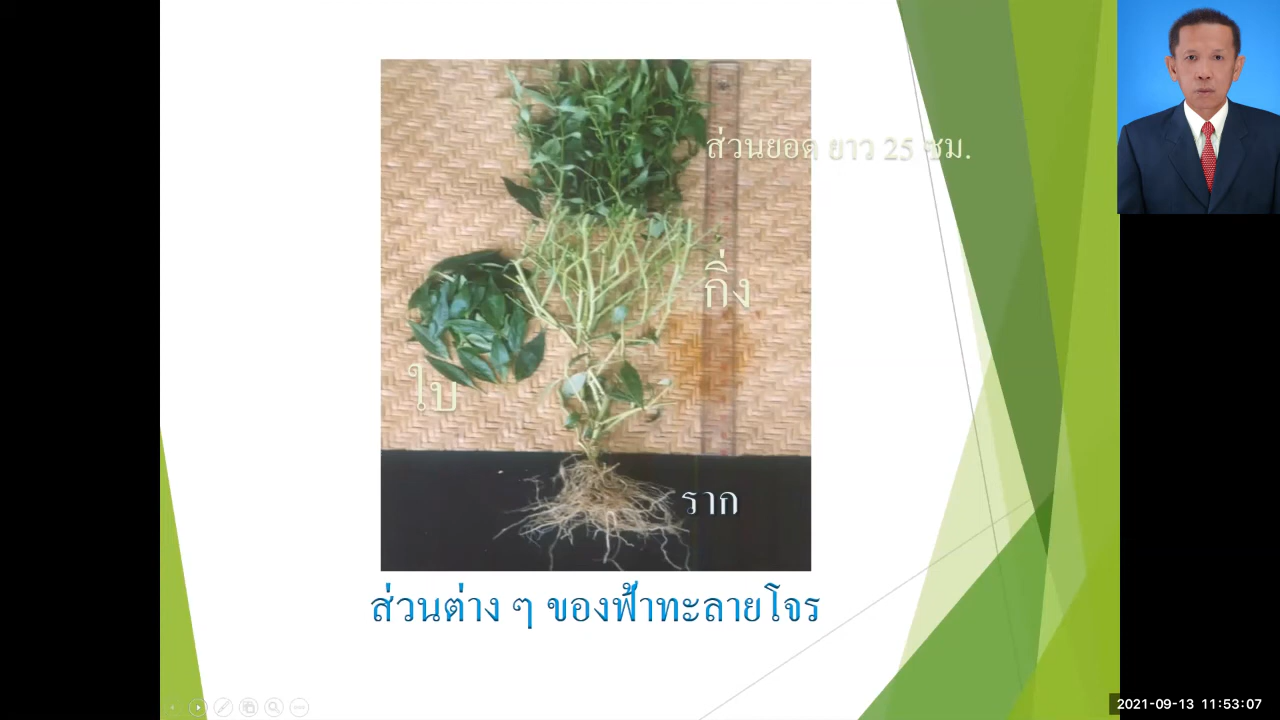 ส่วนยอด ยาว 25 ซม.
กิ่ง
ใบ
ราก
ส่วนต่าง ๆ ของฟ้าทะลายโจร
2021-09-13 11:53:07